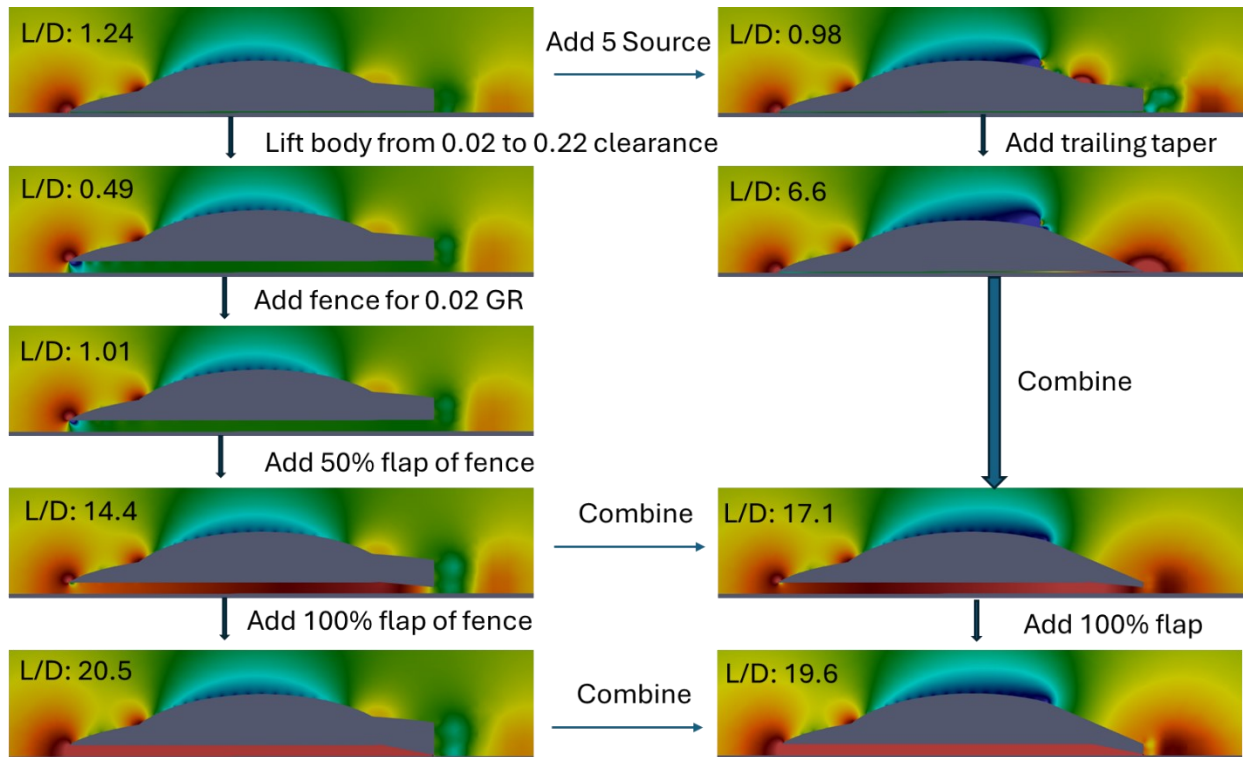 L/D: 1.24
Add 5 Source
L/D: 0.98
Lift body from 0.02 to 0.22 clearance
Add trailing taper
L/D: 0.49
L/D: 6.6
Add fence for 0.02 GR
L/D: 1.01
Combine
Add 50% flap of fence
L/D: 14.4
Combine
L/D: 17.1
Add 100% flap of fence
Add 100% flap
L/D: 20.5
Combine
L/D: 19.6